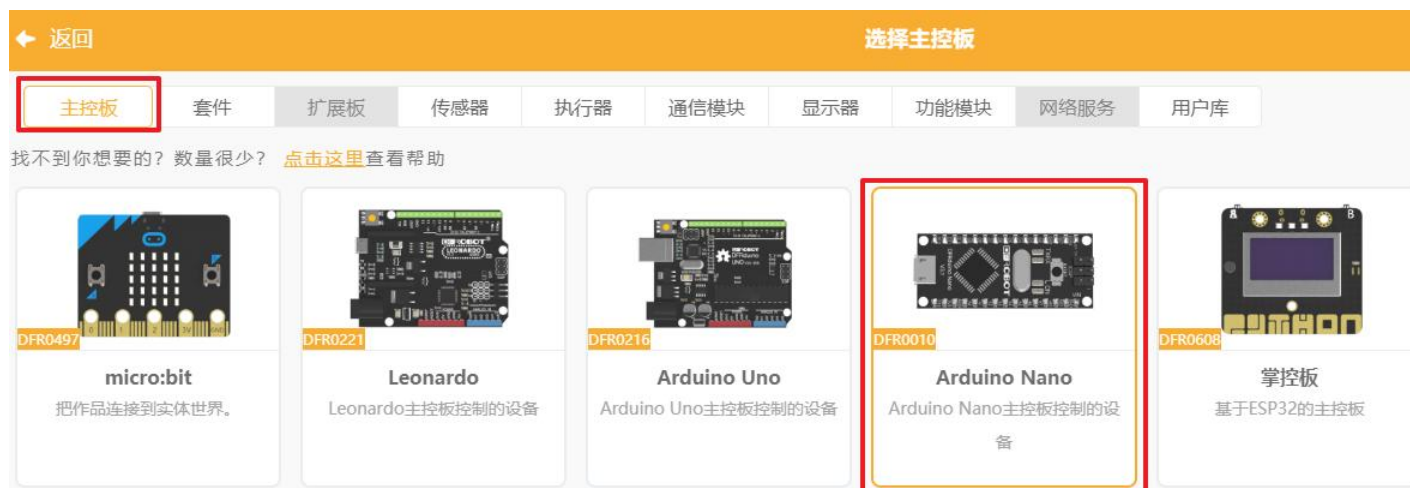 返回
选择主控板
主控板 套件 扩展板 传感器 执行器 通信模块 显示器 功能模块 网络服务 用户库
找不到你想要的？数量很少？ 点击这里查看帮助
DFR0497 DFR0221 DFR0216 DFR0010 DFR0608
micro:bit Leonardo Arduino Uno Arduino Nano 掌控板
把作品连接到实体世界。 Leonardo主控板控制的设备 Arduino Uno主控板控制的设备 Arduino Nano主控板控制的设 基于ESP32的主控板
备